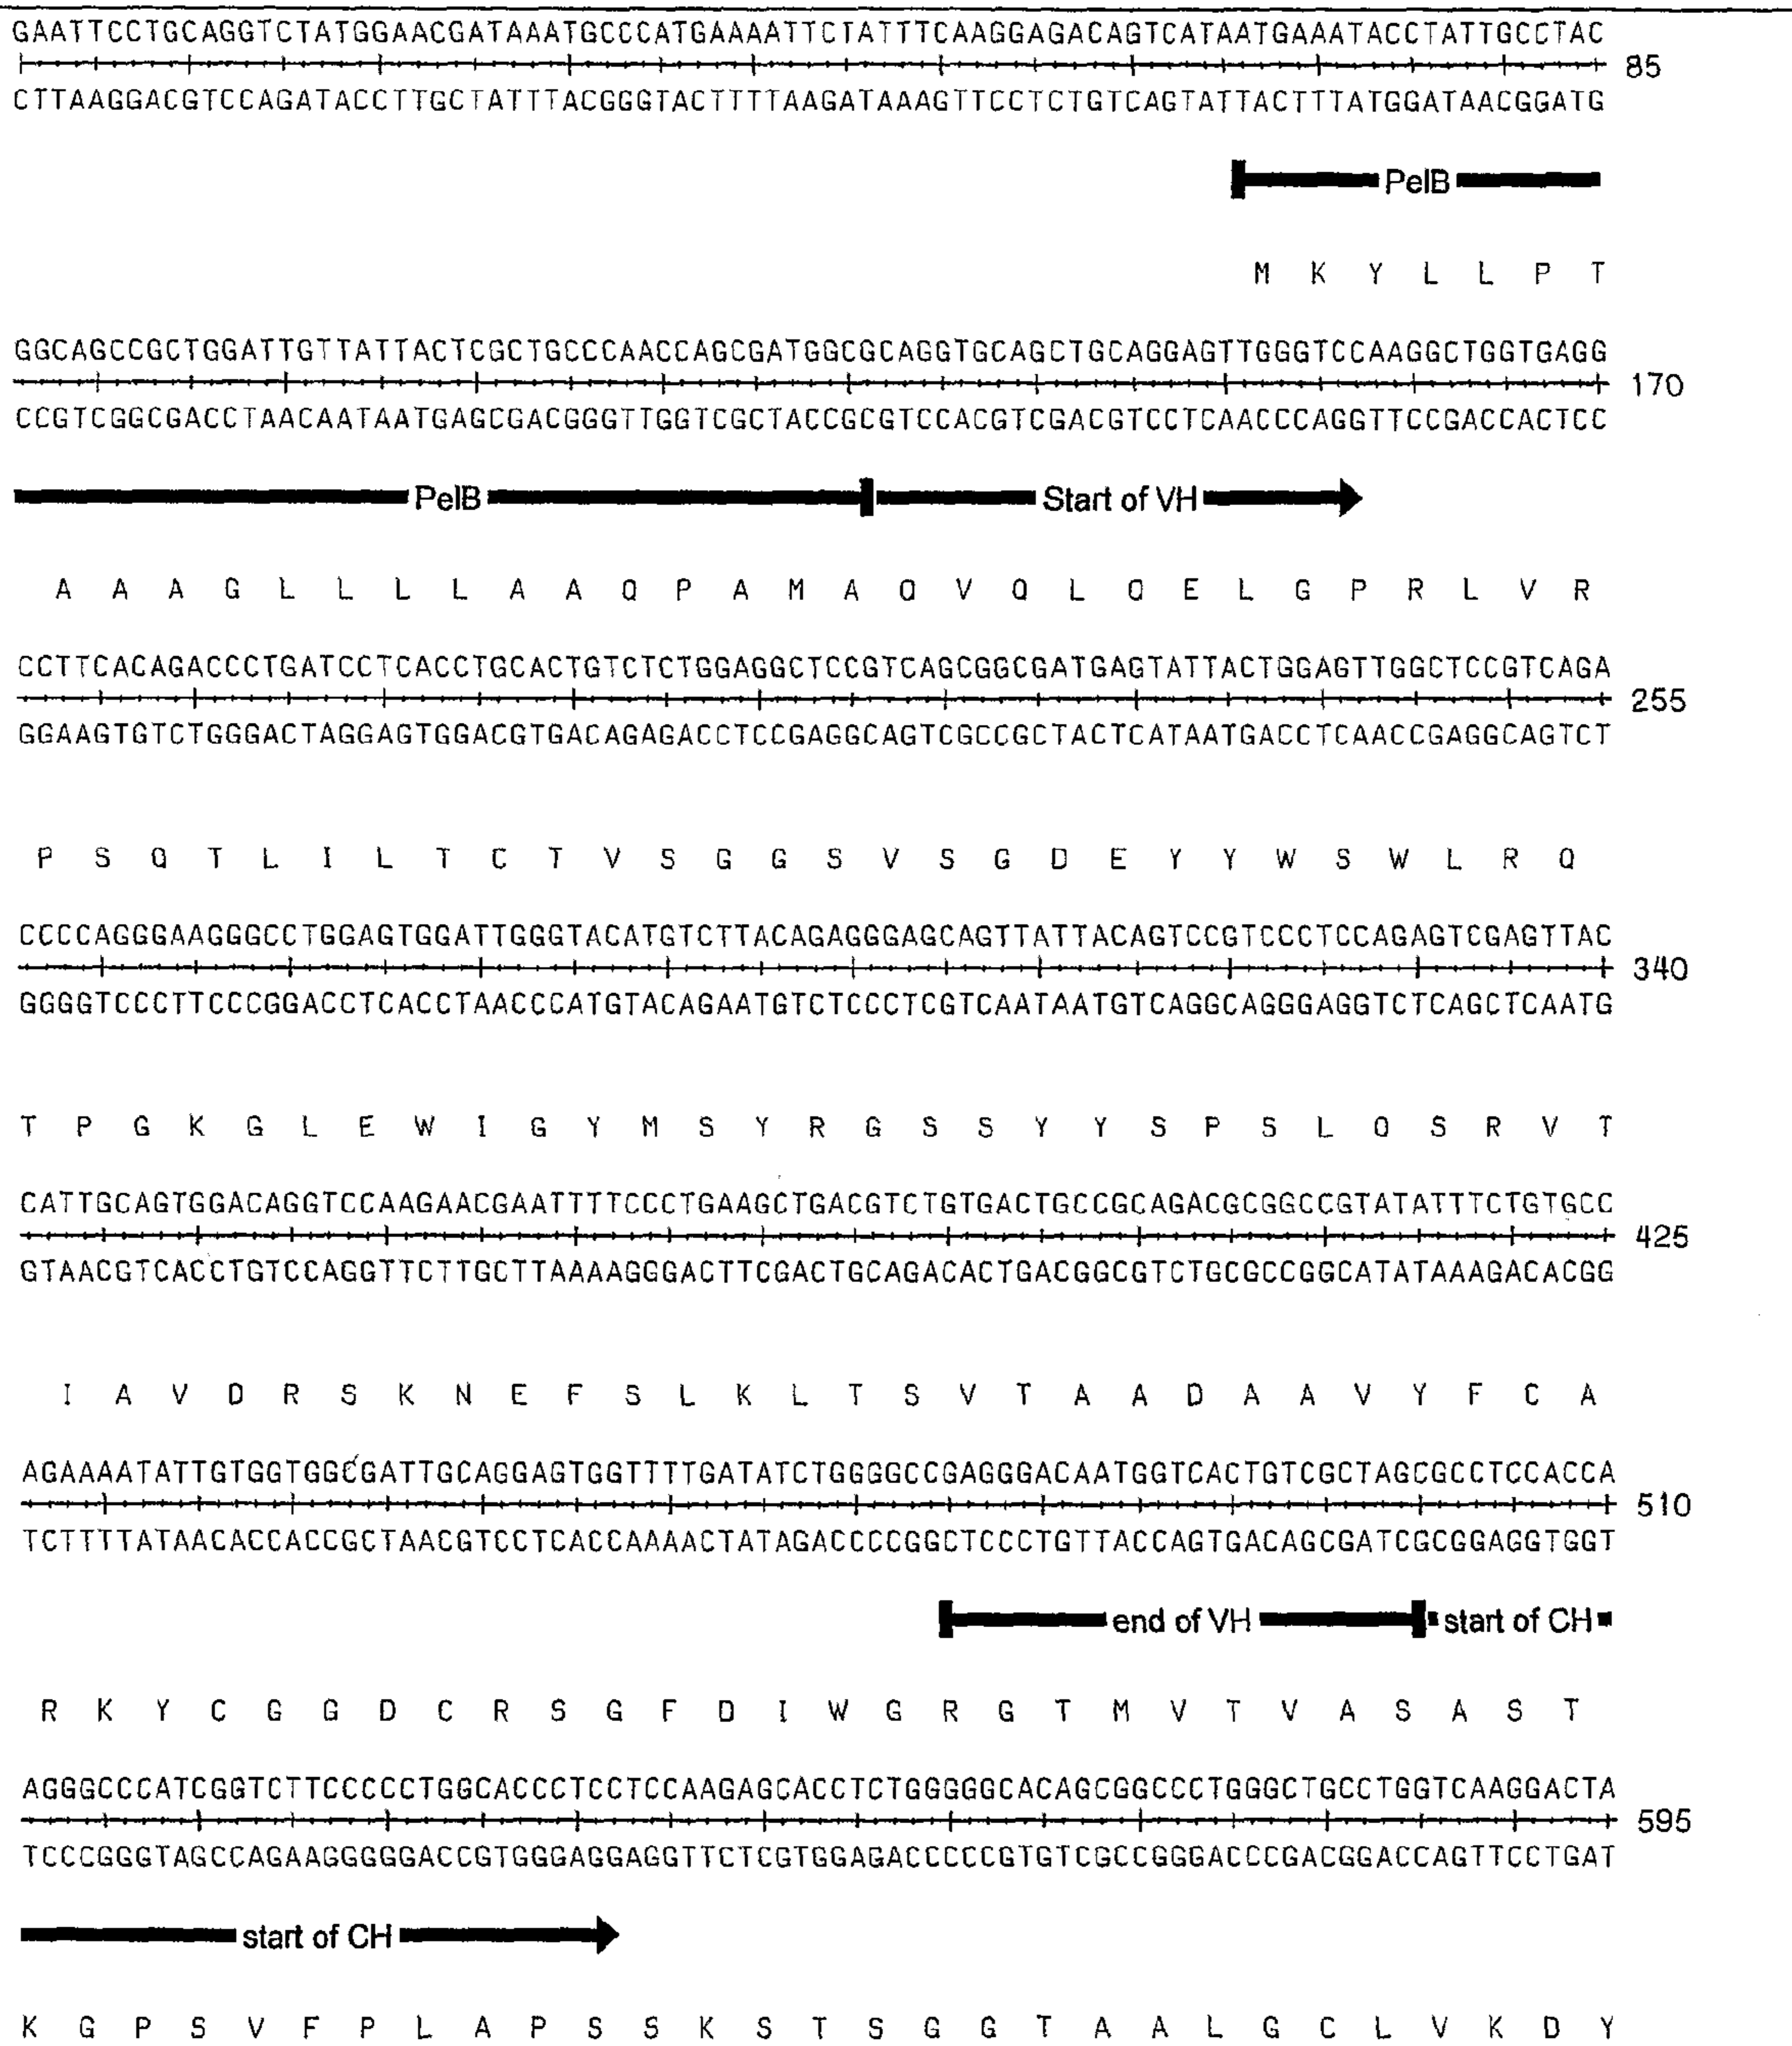 GAATTCCTGCAGGTCTATGGAACGATAAATGCCCATGAAAATTCTATTTCAAGGAGACAGTCATAATGAAATACCTATTGCCTAC
85
CTTAAGGACGTCCAGATACCTTGCTATTTACGGGTACTTTTAAGATAAAGTTCCTCTGTCAGTATTACTTTATGGATAACGGATG
PelB
M K Y L L P T
GGCAGCCGCTGGATTGTTATTACTCGCTGCCCAACCAGCGATGGCGCAGGTGCAGCTGCAGGAGTTGGGTCCAAGGCTGGTGAGG
170
CCGTCGGCGACCTAACAATAATGAGCGACGGGTTGGTCGCTACCGCGTCCACGTCGACGTCCTCAACCCAGGTTCCGACCACTCC
PelB Start of VH
A A A G L L L L A A Q P A M A Q V Q L Q E L G P R L V R
CCTTCACAGACCCTGATCCTCACCTGCACTGTCTCTGGAGGCTCCGTCAGCGGCGATGAGTATTACTGGAGTTGGCTCCGTCAGA
255
GGAAGTGTCTGGGACTAGGAGTGGACGTGACAGAGACCTCCGAGGCAGTCGCCGCTACTCATAATGACCTCAACCGAGGCAGTCT
P S Q T L I L T C T V S G G S V S G D E Y Y W S W L R Q
CCCCAGGGAAGGGCCTGGAGTGGATTGGGTACATGTCTTACAGAGGGAGCAGTTATTACAGTCCGTCCCTCCAGAGTCGAGTTAC
340
GGGGTCCCTTCCCGGACCTCACCTAACCCATGTACAGAATGTCTCCCTCGTCAATAATGTCAGGCAGGGAGGTCTCAGCTCAATG
T P G K G L E W I G Y M S Y R G S S Y Y S P S L Q S R V T
CATTGCAGTGGACAGGTCCAAGAACGAATTTTCCCTGAAGCTGACGTCTGTGACTGCCGCAGACGCGGCCGTATATTTCTGTGCC
425
GTAACGTCACCTGTCCAGGTTCTTGCTTAAAAGGGACTTCGACTGCAGACACTGACGGCGTCTGCGCCGGCATATAAAGACACGG
I A V D R S K N E F S L K L T S V T A A D A A V Y F C A
AGAAAATATTGTGGTGGCGATTGCAGGAGTGGTTTTGATATCTGGGGCCGAGGGACAATGGTCACTGTCGCTAGCGCCTCCACCA
510
TCTTTTATAACACCACCGCTAACGTCCTCACCAAAACTATAGACCCCGGCTCCCTGTTACCAGTGACAGCGATCGCGGAGGTGGT
end of VH start of CH
R K Y C G G D C R S G F D I W G R G T M V T V A S A S T
AGGGCCCATCGGTCTTCCCCCTGGCACCCTCCTCCAAGAGCACCTCTGGGGGCACAGCGGCCCTGGGCTGCCTGGTCAAGGACTA
595
TCCCGGGTAGCCAGAAGGGGGACCGTGGGAGGAGGTTCTCGTGGAGACCCCCGTGTCGCCGGGACCCGACGGACCAGTTCCTGAT
start of CH
K G P S V F P L A P S S K S T S G G T A A L G C L V K D Y